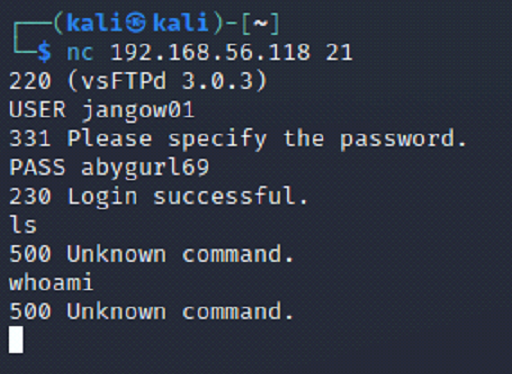 ┌──(kali㉿kali)-[~]
└─$ nc 192.168.56.118 21
220 (vsFTPd 3.0.3)
USER jangow01
331 Please specify the password.
PASS abygurl69
230 Login successful.
ls
500 Unknown command.
whoami
500 Unknown command.